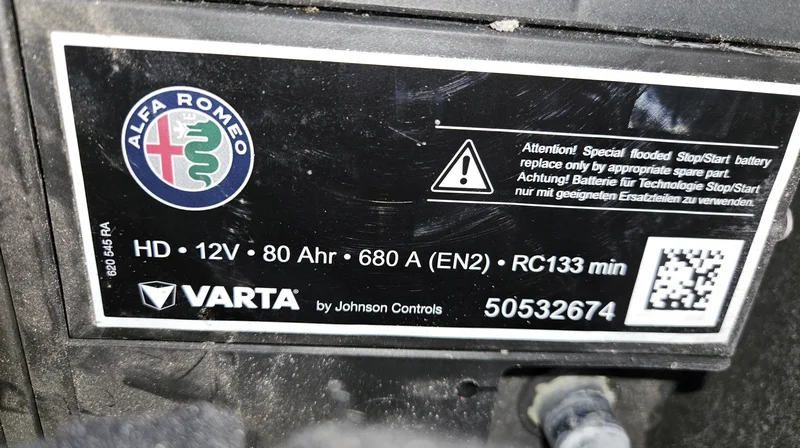 ALFA ROMEO
Attention! Special flooded Stop/Start battery
replace only by appropriate spare part.
Achtung! Batterie für Technologie Stop/Start
nur mit geeigneten Ersatzteilen zu verwenden.
620 545 RA
HD • 12V • 80 Ahr • 680 A (EN2) • RC133 min
VARTA® by Johnson Controls 50532674